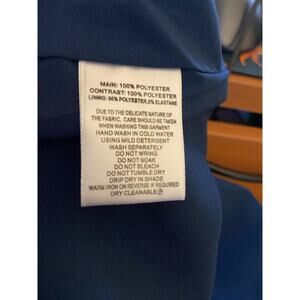 MAIN: 100% POLYESTER
CONTRAST: 100% POLYESTER
LINING: 95% POLYESTER,5% ELASTANE
DUE TO THE DELICATE NATURE OF
THE FABRIC, CARE SHOULD BE TAKEN
WHEN WASHING THIS GARMENT
HAND WASH IN COLD WATER
USING MILD DETERGENT
WASH SEPARATELY
DO NOT WRING
DO NOT SOAK
DO NOT BLEACH
DO NOT TUMBLE DRY
DRIP DRY IN SHADE
WARM IRON ON REVERSE IF REQUIRED
DRY CLEANABLE Ⓟ